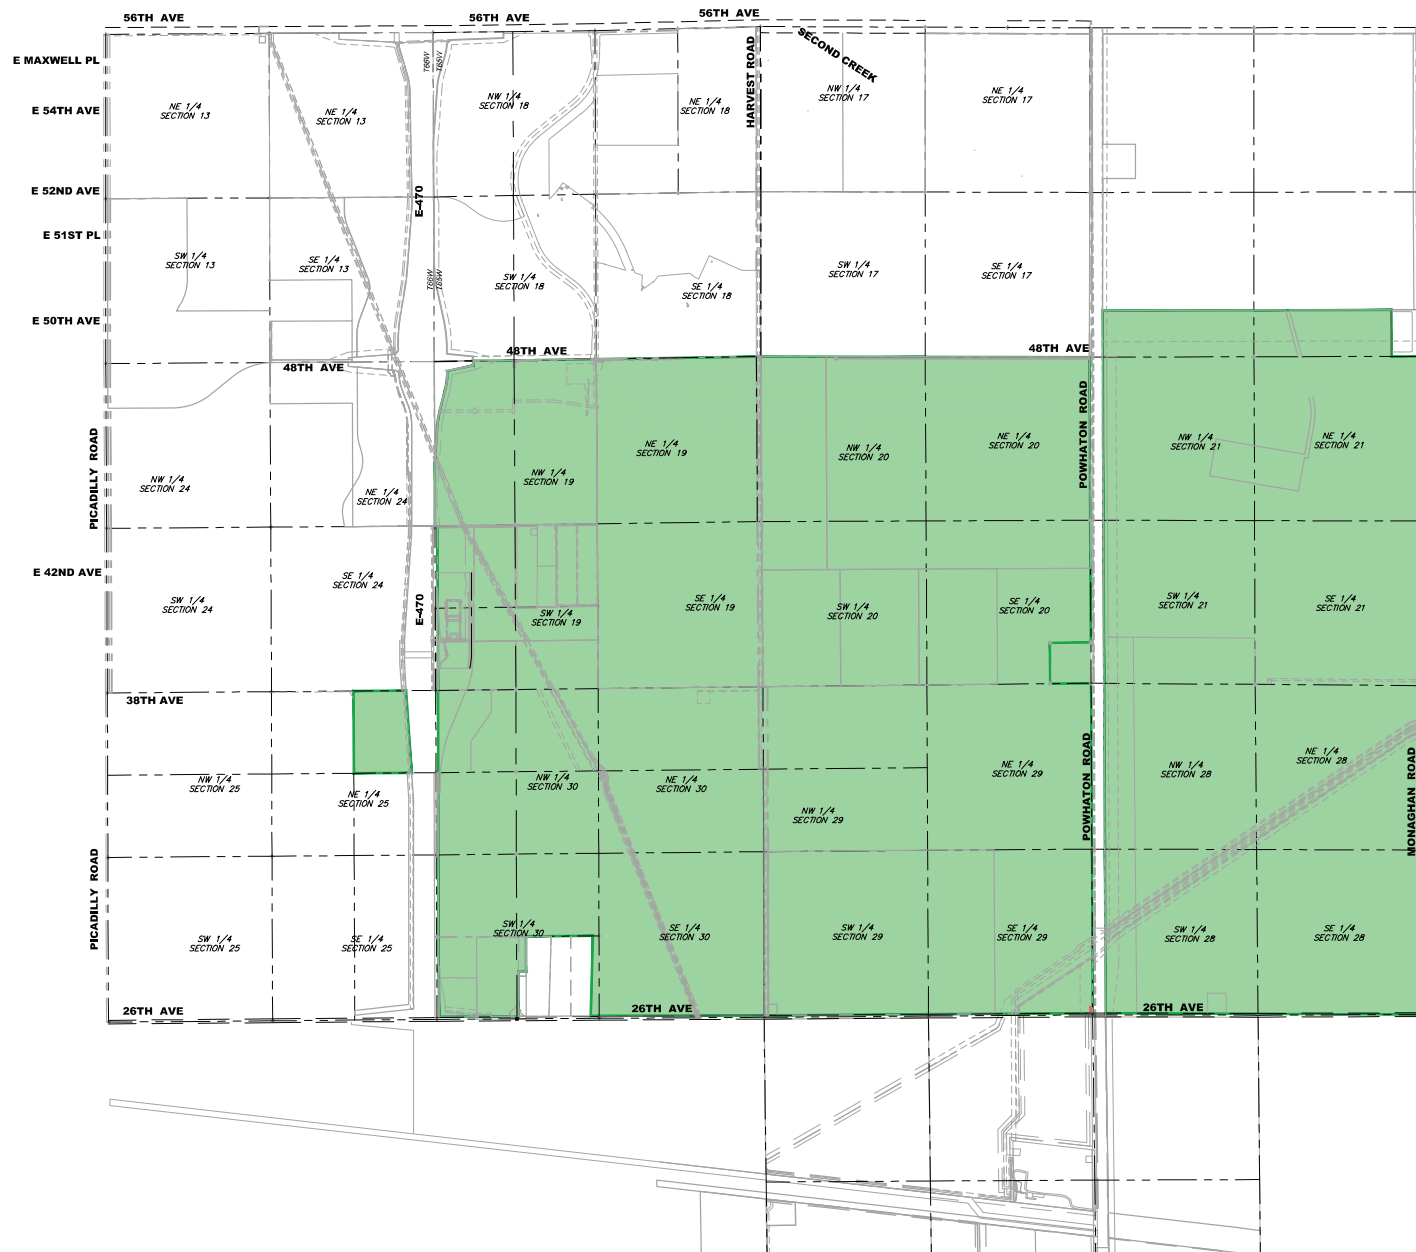 56TH AVE
56TH AVE
56TH AVE
E MAXWELL PL
T66W
T65W
HARVEST ROAD
SECOND CREEK
NE 1/4
SECTION 13
NE 1/4
SECTION 13
NW 1/4
SECTION 18
NE 1/4
SECTION 18
NW 1/4
SECTION 17
NE 1/4
SECTION 17
E 54TH AVE
E 52ND AVE
E-470
E 51ST PL
SW 1/4
SECTION 13
SE 1/4
SECTION 13
T66W
T65W
SW 1/4
SECTION 18
SE 1/4
SECTION 18
SW 1/4
SECTION 17
SE 1/4
SECTION 17
E 50TH AVE
48TH AVE
48TH AVE
48TH AVE
PICADILLY ROAD
POWHATON ROAD
NW 1/4
SECTION 24
NE 1/4
SECTION 24
NW 1/4
SECTION 19
NE 1/4
SECTION 19
NW 1/4
SECTION 20
NE 1/4
SECTION 20
NW 1/4
SECTION 21
NE 1/4
SECTION 21
E 42ND AVE
SW 1/4
SECTION 24
SE 1/4
SECTION 24
E-470
SW 1/4
SECTION 19
SE 1/4
SECTION 19
SW 1/4
SECTION 20
SE 1/4
SECTION 20
SW 1/4
SECTION 21
SE 1/4
SECTION 21
38TH AVE
NW 1/4
SECTION 25
NE 1/4
SECTION 25
NW 1/4
SECTION 30
NE 1/4
SECTION 30
NW 1/4
SECTION 29
NE 1/4
SECTION 29
POWHATON ROAD
NW 1/4
SECTION 28
NE 1/4
SECTION 28
MONAGHAN ROAD
PICADILLY ROAD
SW 1/4
SECTION 25
SE 1/4
SECTION 25
SW 1/4
SECTION 30
SE 1/4
SECTION 30
SW 1/4
SECTION 29
SE 1/4
SECTION 29
SW 1/4
SECTION 28
SE 1/4
SECTION 28
26TH AVE
26TH AVE
26TH AVE